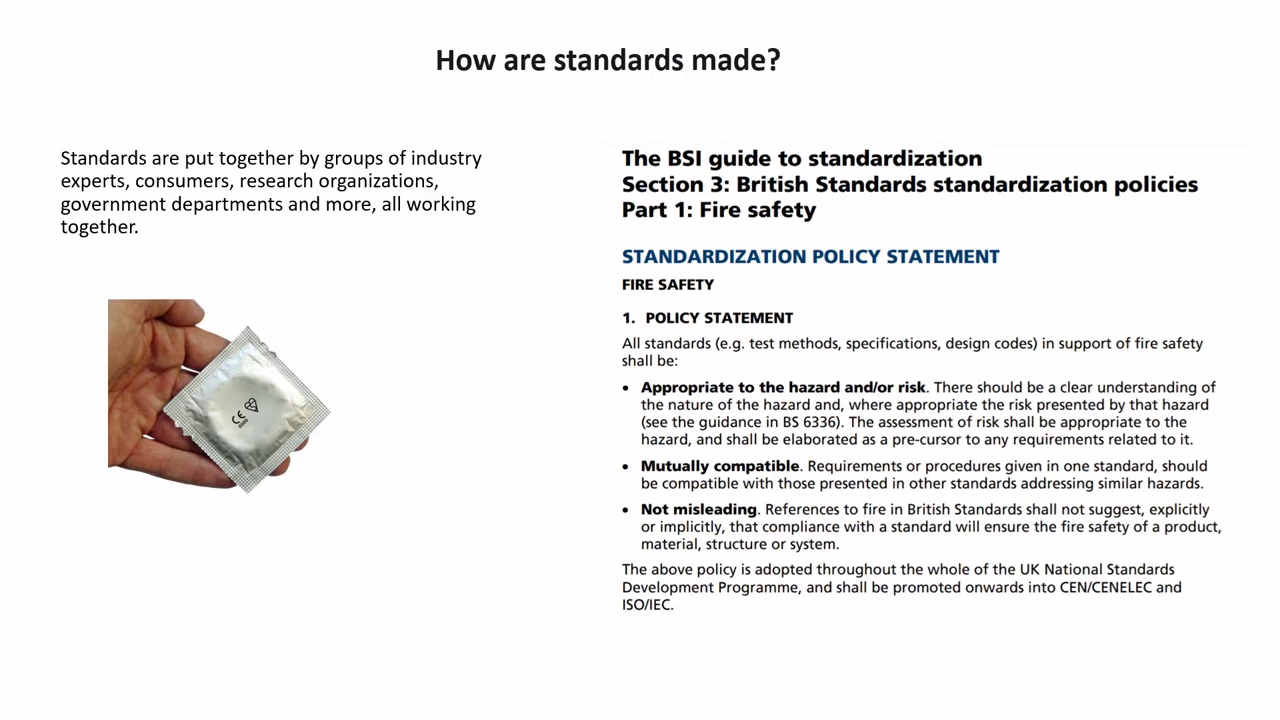 How are standards made?
Standards are put together by groups of industry
experts, consumers, research organizations,
government departments and more, all working
together.
CE
0086
The BSI guide to standardization
Section 3: British Standards standardization policies
Part 1: Fire safety
STANDARDIZATION POLICY STATEMENT
FIRE SAFETY
1. POLICY STATEMENT
All standards (e.g. test methods, specifications, design codes) in support of fire safety
shall be:
• Appropriate to the hazard and/or risk. There should be a clear understanding of
the nature of the hazard and, where appropriate the risk presented by that hazard
(see the guidance in BS 6336). The assessment of risk shall be appropriate to the
hazard, and shall be elaborated as a pre-cursor to any requirements related to it.
• Mutually compatible. Requirements or procedures given in one standard, should
be compatible with those presented in other standards addressing similar hazards.
• Not misleading. References to fire in British Standards shall not suggest, explicitly
or implicitly, that compliance with a standard will ensure the fire safety of a product,
material, structure or system.
The above policy is adopted throughout the whole of the UK National Standards
Development Programme, and shall be promoted onwards into CEN/CENELEC and
ISO/IEC.